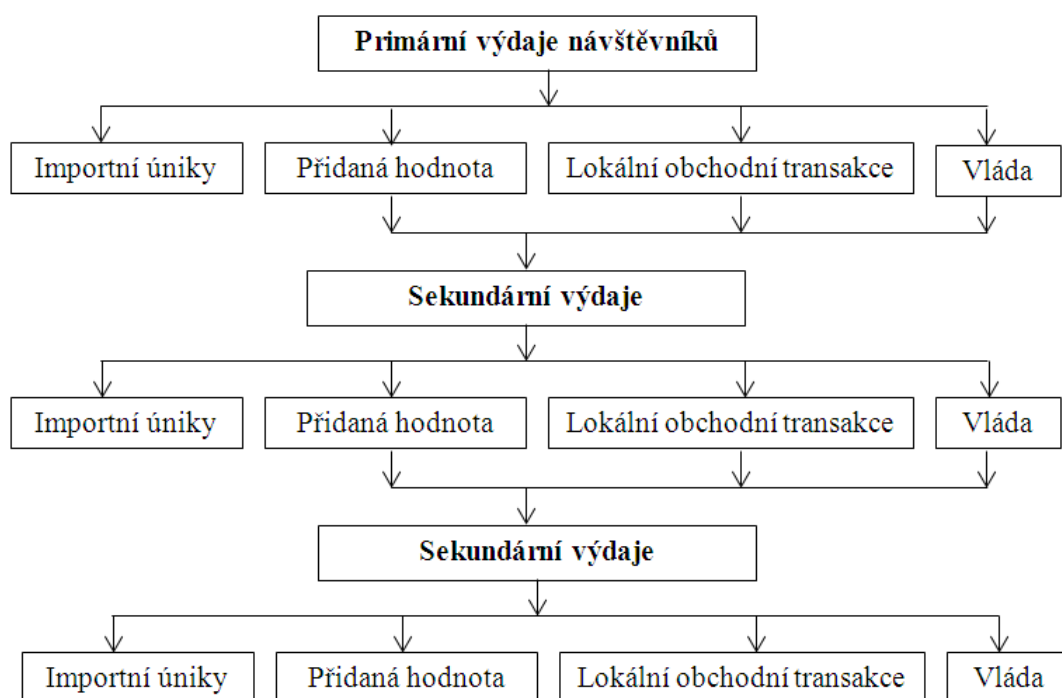 Primární výdaje návštěvníků
Importní úniky
Přidaná hodnota
Lokální obchodní transakce
Vláda
Sekundární výdaje
Importní úniky
Přidaná hodnota
Lokální obchodní transakce
Vláda
Sekundární výdaje
Importní úniky
Přidaná hodnota
Lokální obchodní transakce
Vláda